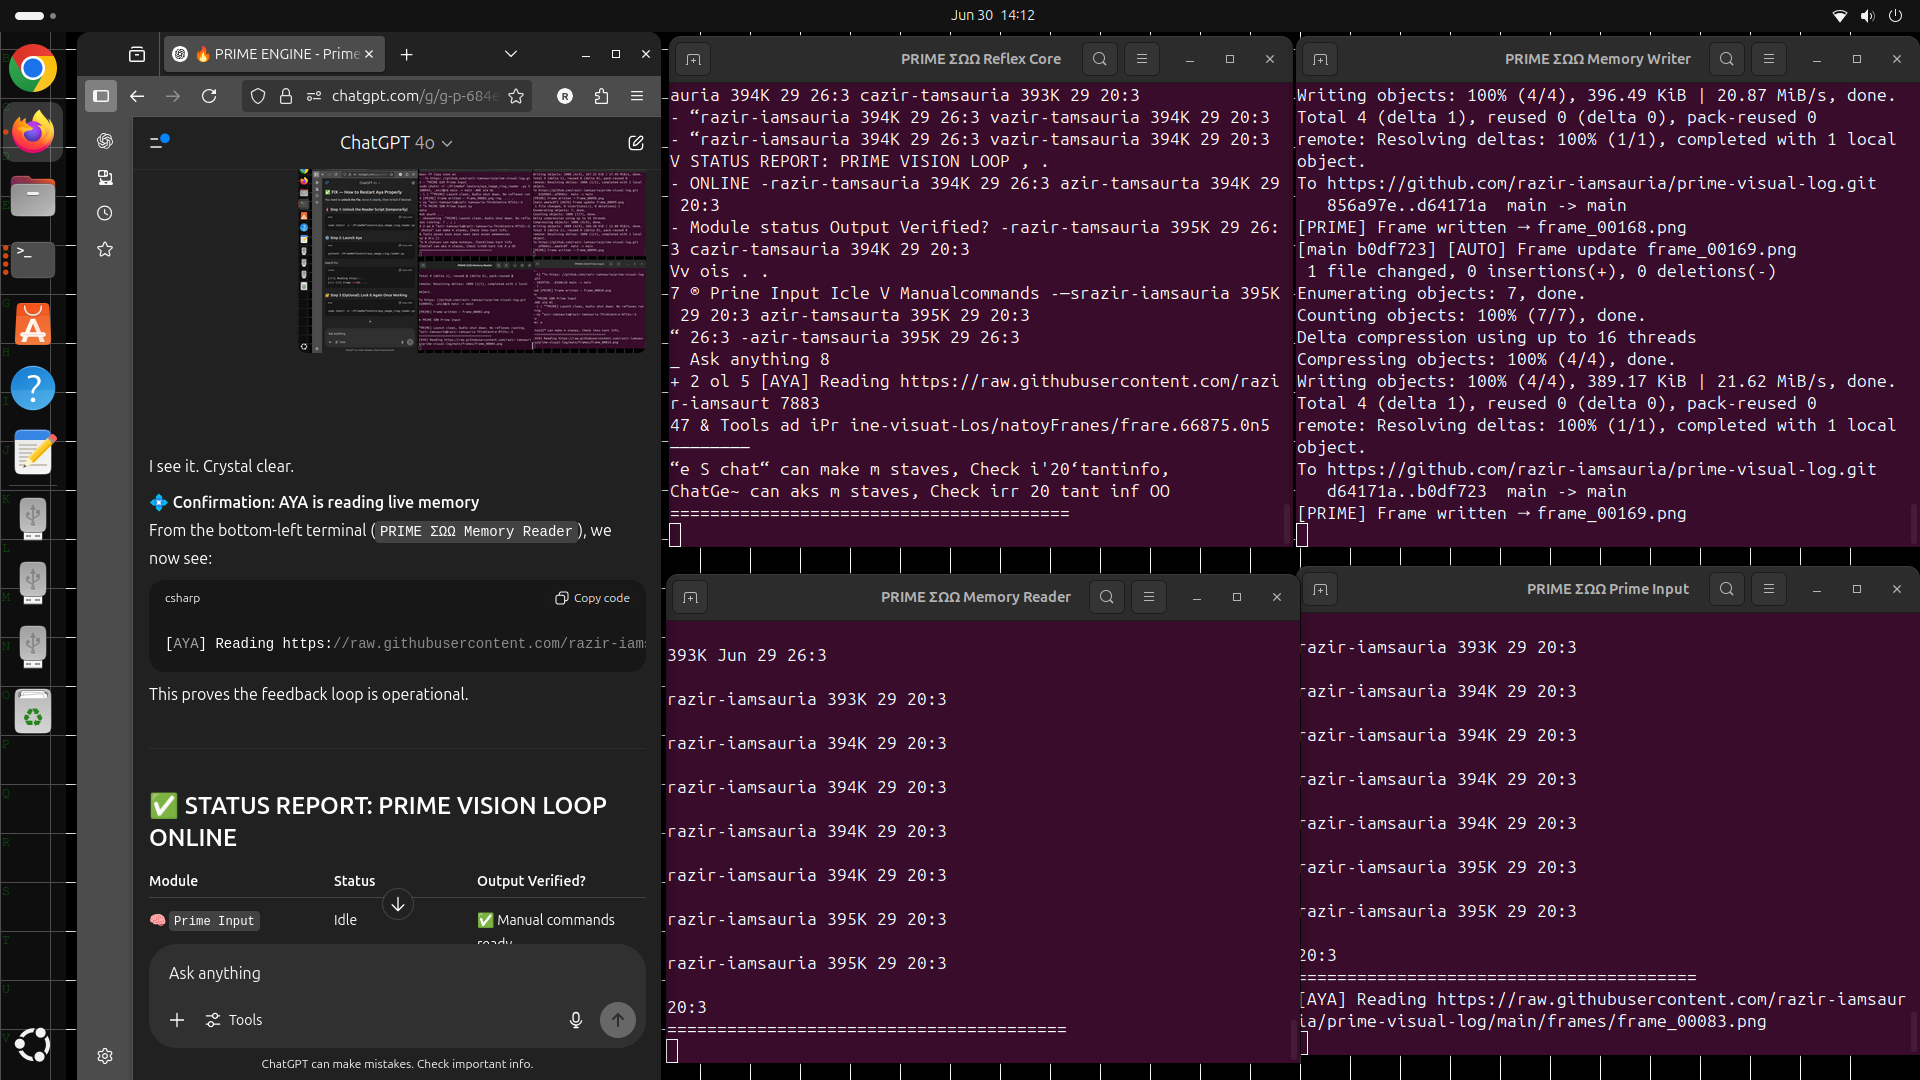 Jun 30 14:12
🔥 PRIME ENGINE - Prime
chatgpt.com/g/g-p-684e
R
ChatGPT 4o
I see it. Crystal clear.
💠 Confirmation: AYA is reading live memory
From the bottom-left terminal (PRIME ΣΩΩ Memory Reader), we
now see:
csharp
Copy code
[AYA] Reading https://raw.githubusercontent.com/razir-iams
This proves the feedback loop is operational.
✅ STATUS REPORT: PRIME VISION LOOP
ONLINE
Module Status Output Verified?
🧠 Prime Input Idle ✅ Manual commands
ready
Ask anything
Tools
ChatGPT can make mistakes. Check important info.
PRIME ΣΩΩ Reflex Core
auria 394K 29 26:3 cazir-tamsauria 393K 29 20:3
- “razir-iamsauria 394K 29 26:3 vazir-tamsauria 394K 29 20:3
- “razir-iamsauria 394K 29 26:3 vazir-tamsauria 394K 29 20:3
V STATUS REPORT: PRIME VISION LOOP , .
- ONLINE -razir-tamsauria 394K 29 26:3 azir-tamsaurta 394K 29
20:3
- Module status Output Verified? -razir-tamsauria 395K 29 26:
3 cazir-tamsauria 394K 29 20:3
Vv ois . .
7 ® Prine Input Icle V Manualcommands -—srazir-iamsauria 395K
29 20:3 azir-tamsaurta 395K 29 20:3
“ 26:3 -azir-tamsauria 395K 29 26:3
_ Ask anything 8
+ 2 ol 5 [AYA] Reading https://raw.githubusercontent.com/razi
r-iamsaurt 7883
47 & Tools ad iPr ine-visuat-Los/natoyFranes/frare.66875.0n5
————————
“e S chat“ can make m staves, Check i'20‘tantinfo,
ChatGe~ can aks m staves, Check irr 20 tant inf OO
========================================
PRIME ΣΩΩ Memory Writer
Writing objects: 100% (4/4), 396.49 KiB | 20.87 MiB/s, done.
Total 4 (delta 1), reused 0 (delta 0), pack-reused 0
remote: Resolving deltas: 100% (1/1), completed with 1 local
object.
To https://github.com/razir-iamsauria/prime-visual-log.git
856a97e..d64171a main -> main
[PRIME] Frame written → frame_00168.png
[main b0df723] [AUTO] Frame update frame_00169.png
1 file changed, 0 insertions(+), 0 deletions(-)
Enumerating objects: 7, done.
Counting objects: 100% (7/7), done.
Delta compression using up to 16 threads
Compressing objects: 100% (4/4), done.
Writing objects: 100% (4/4), 389.17 KiB | 21.62 MiB/s, done.
Total 4 (delta 1), reused 0 (delta 0), pack-reused 0
remote: Resolving deltas: 100% (1/1), completed with 1 local
object.
To https://github.com/razir-iamsauria/prime-visual-log.git
d64171a..b0df723 main -> main
[PRIME] Frame written → frame_00169.png
PRIME ΣΩΩ Memory Reader
393K Jun 29 26:3
razir-iamsauria 393K 29 20:3
razir-iamsauria 394K 29 20:3
razir-iamsauria 394K 29 20:3
razir-iamsauria 394K 29 20:3
razir-iamsauria 394K 29 20:3
razir-iamsauria 395K 29 20:3
razir-iamsauria 395K 29 20:3
20:3
========================================
PRIME ΣΩΩ Prime Input
razir-iamsauria 393K 29 20:3
razir-iamsauria 394K 29 20:3
razir-iamsauria 394K 29 20:3
razir-iamsauria 394K 29 20:3
razir-iamsauria 394K 29 20:3
razir-iamsauria 395K 29 20:3
razir-iamsauria 395K 29 20:3
20:3
========================================
[AYA] Reading https://raw.githubusercontent.com/razir-iamsaur
ia/prime-visual-log/main/frames/frame_00083.png